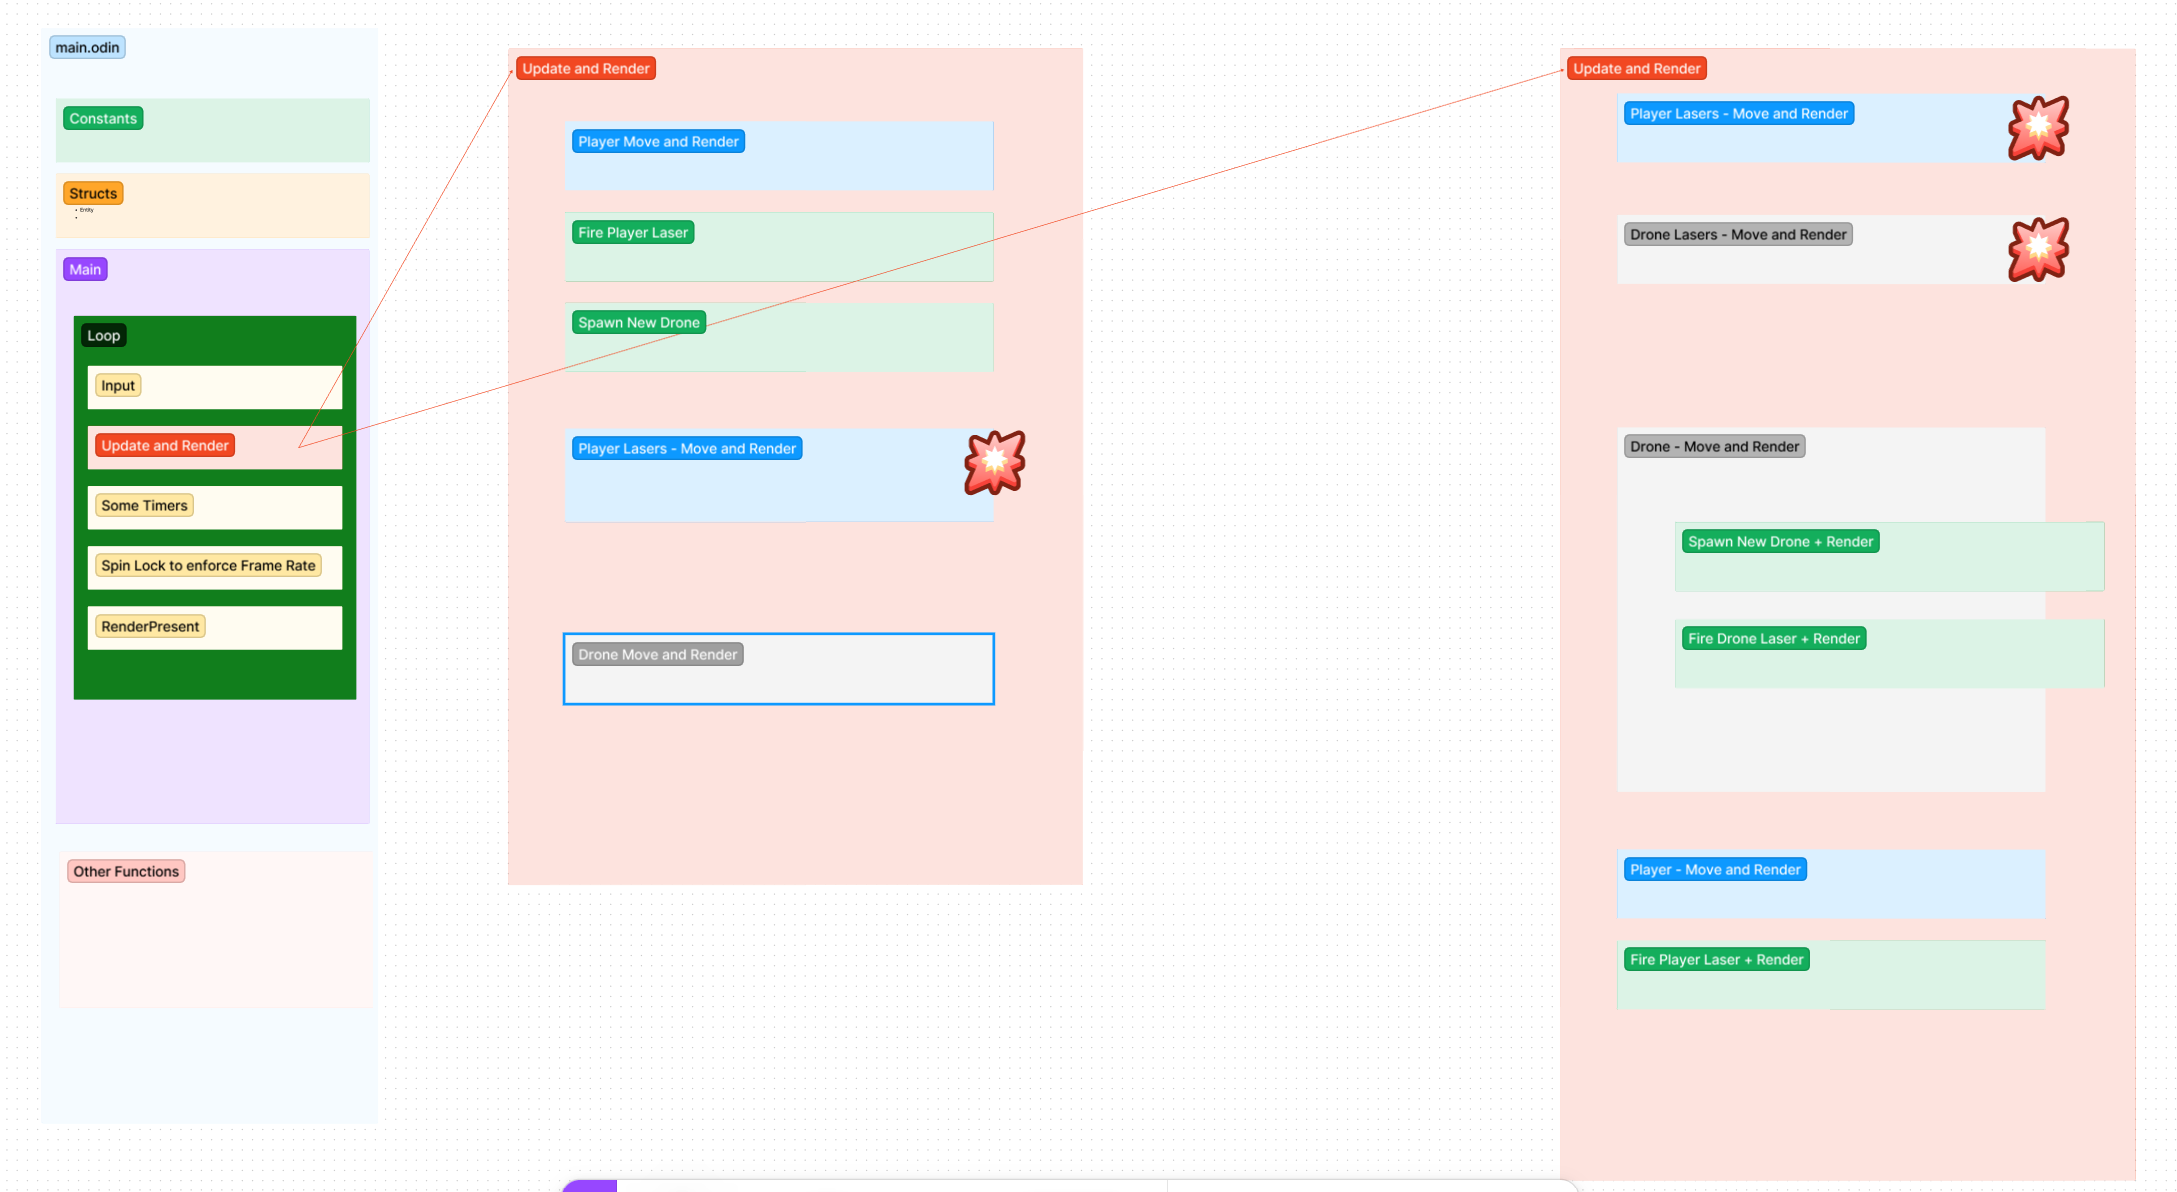 main.odin
Constants
Structs
• Entity
•
Main
Loop
Input
Update and Render
Some Timers
Spin Lock to enforce Frame Rate
RenderPresent
Other Functions
Update and Render
Player Move and Render
Fire Player Laser
Spawn New Drone
Player Lasers - Move and Render
Drone Move and Render
Update and Render
Player Lasers - Move and Render
Drone Lasers - Move and Render
Drone - Move and Render
Spawn New Drone + Render
Fire Drone Laser + Render
Player - Move and Render
Fire Player Laser + Render